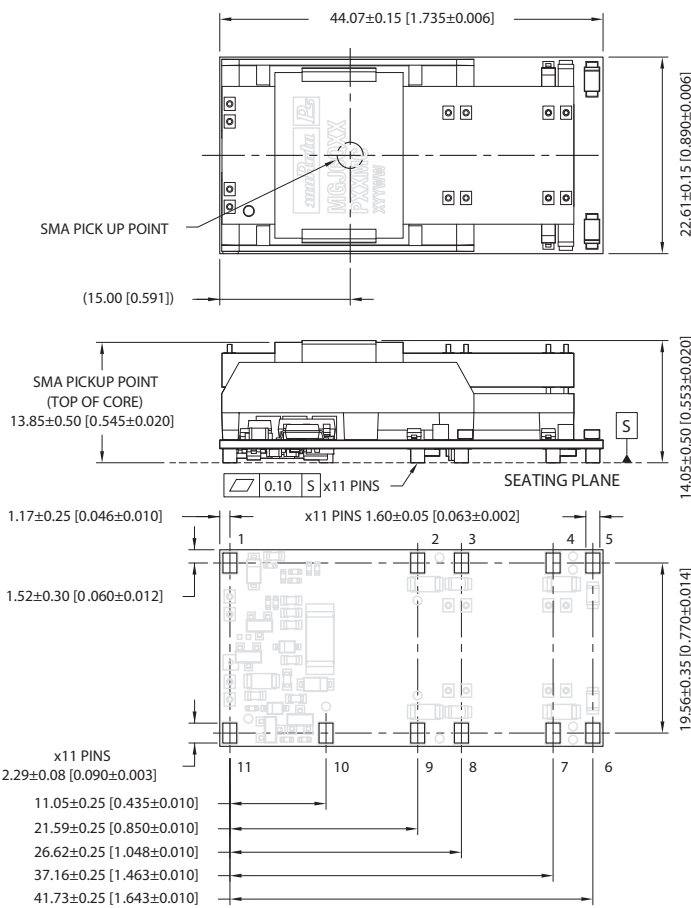 44.07±0.15 [1.735±0.006]
22.61±0.15 [0.890±0.006]
muRata Ps
XTYYWW
SMA PICK UP POINT
(15.00 [0.591])
SMA PICKUP POINT
(TOP OF CORE)
13.85±0.50 [0.545±0.020]
14.05±0.50 [0.553±0.020]
S
0.10 S x11 PINS
SEATING PLANE
1.17±0.25 [0.046±0.010]
x11 PINS 1.60±0.05 [0.063±0.002]
1 2 3 4 5
1.52±0.30 [0.060±0.012]
19.56±0.35 [0.770±0.014]
x11 PINS
2.29±0.08 [0.090±0.003]
11 10 9 8 7 6
11.05±0.25 [0.435±0.010]
21.59±0.25 [0.850±0.010]
26.62±0.25 [1.048±0.010]
37.16±0.25 [1.463±0.010]
41.73±0.25 [1.643±0.010]